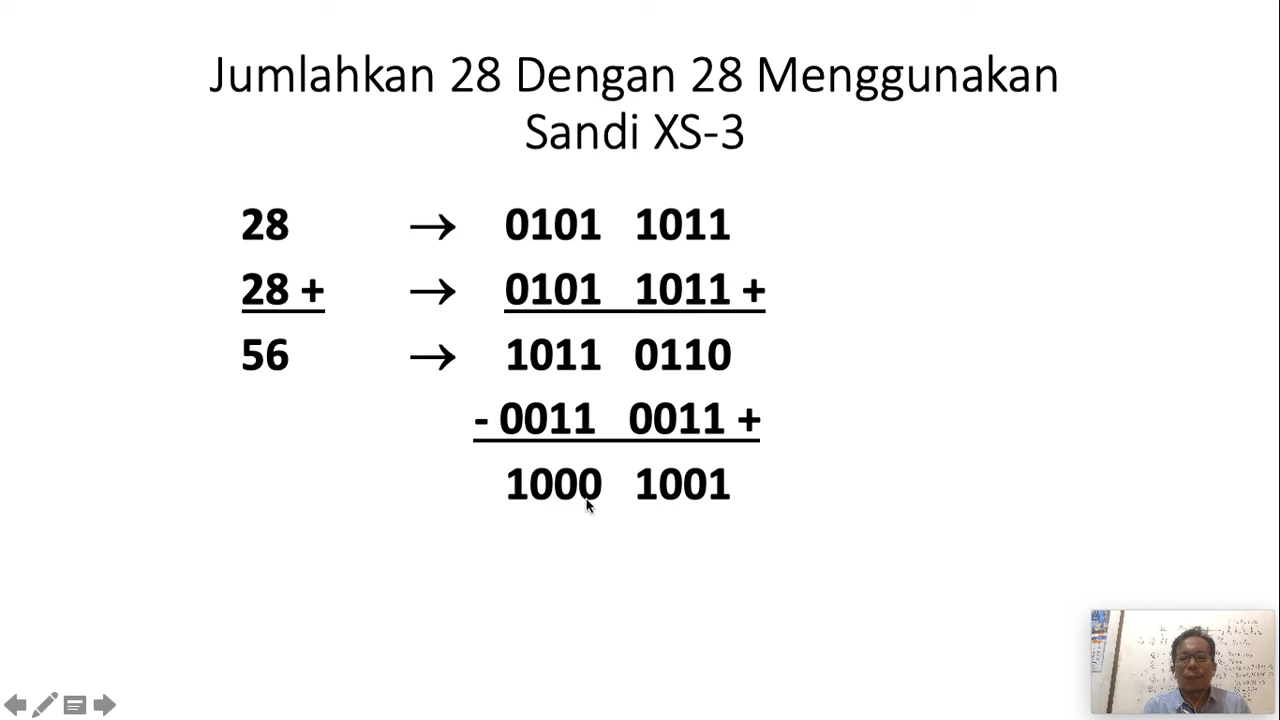 Jumlahkan 28 Dengan 28 Menggunakan
Sandi XS-3
28 → 0101 1011
28 + → 0101 1011 +
56 → 1011 0110
- 0011 0011 +
1000 1001